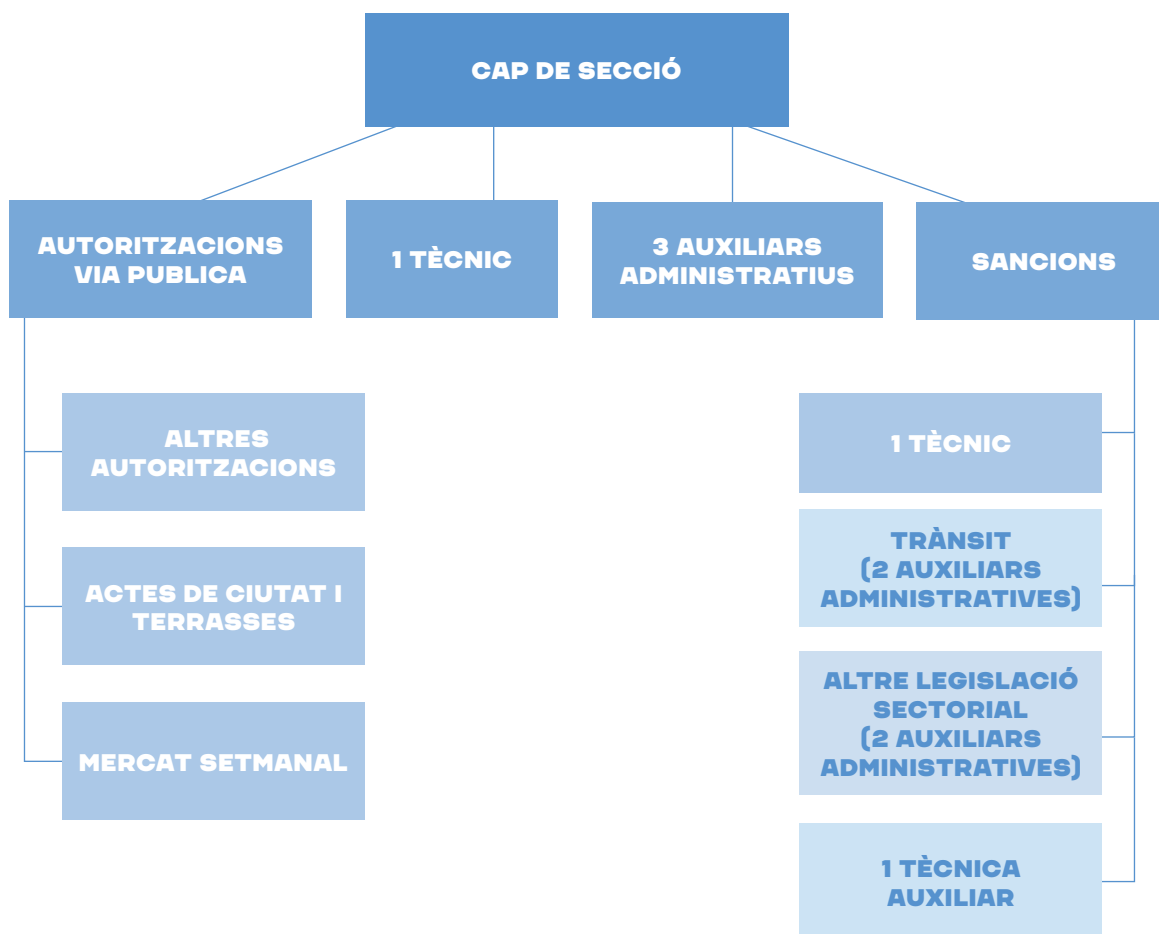 CAP DE SECCIÓ
AUTORITZACIONS
VIA PUBLICA
1 TÈCNIC
3 AUXILIARS
ADMINISTRATIUS
SANCIONS
ALTRES
AUTORITZACIONS
ACTES DE CIUTAT I
TERRASSES
MERCAT SETMANAL
1 TÈCNIC
TRÀNSIT
(2 AUXILIARS
ADMINISTRATIVES)
ALTRE LEGISLACIÓ
SECTORIAL
(2 AUXILIARS
ADMINISTRATIVES)
1 TÈCNICA
AUXILIAR